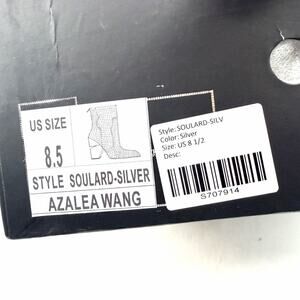 US SIZE
8.5
STYLE SOULARD-SILVER
AZALEA WANG
Style: SOULARD-SILV
Color: Silver
Size: US 8 1/2
Desc:
S707914